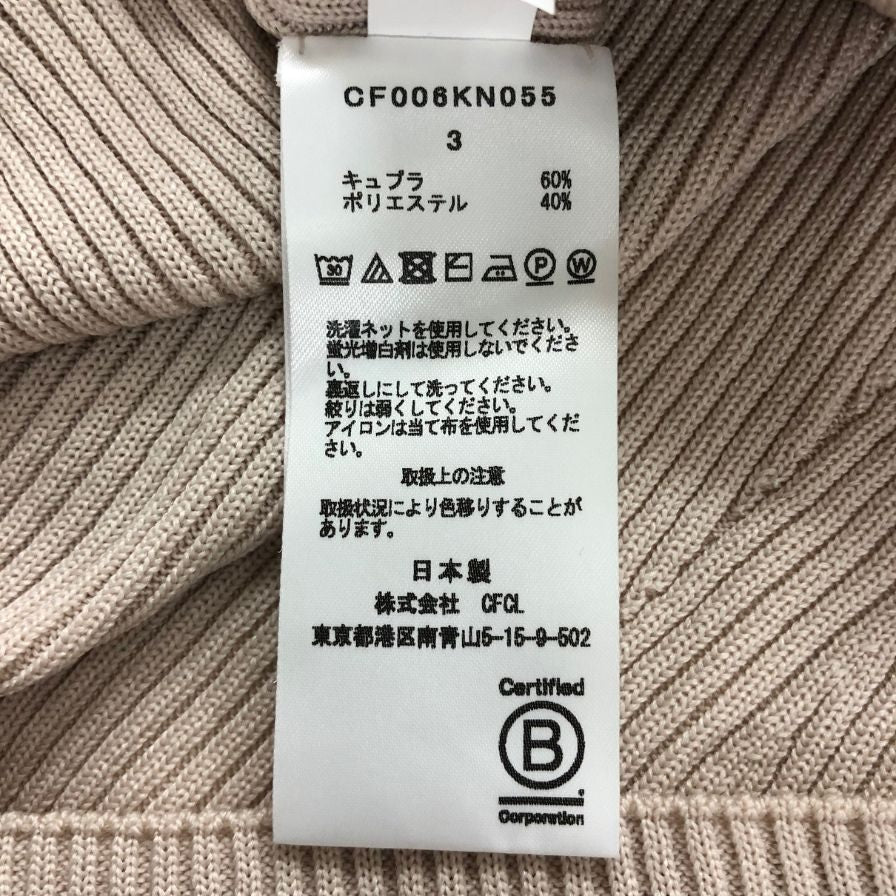 CF006KN055
3
キュプラ 60%
ポリエステル 40%
30 P W
洗濯ネットを使用してください。
蛍光増白剤は使用しないでくださ
い。
裏返しにして洗ってください。
絞りは弱くしてください。
アイロンは当て布を使用してくだ
さい。
取扱上の注意
取扱状況により色移りすることが
あります。
日本製
株式会社 CFCL
東京都港区南青山5-15-9-502
Certified
B
Corporation